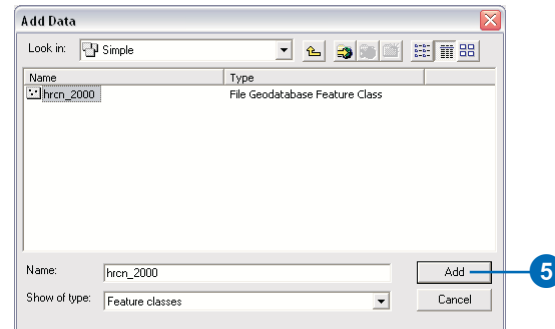 Add Data
Look in: Simple
Name Type
hrcn_2000 File Geodatabase Feature Class
Name: hrcn_2000 Add 5
Show of type: Feature classes Cancel